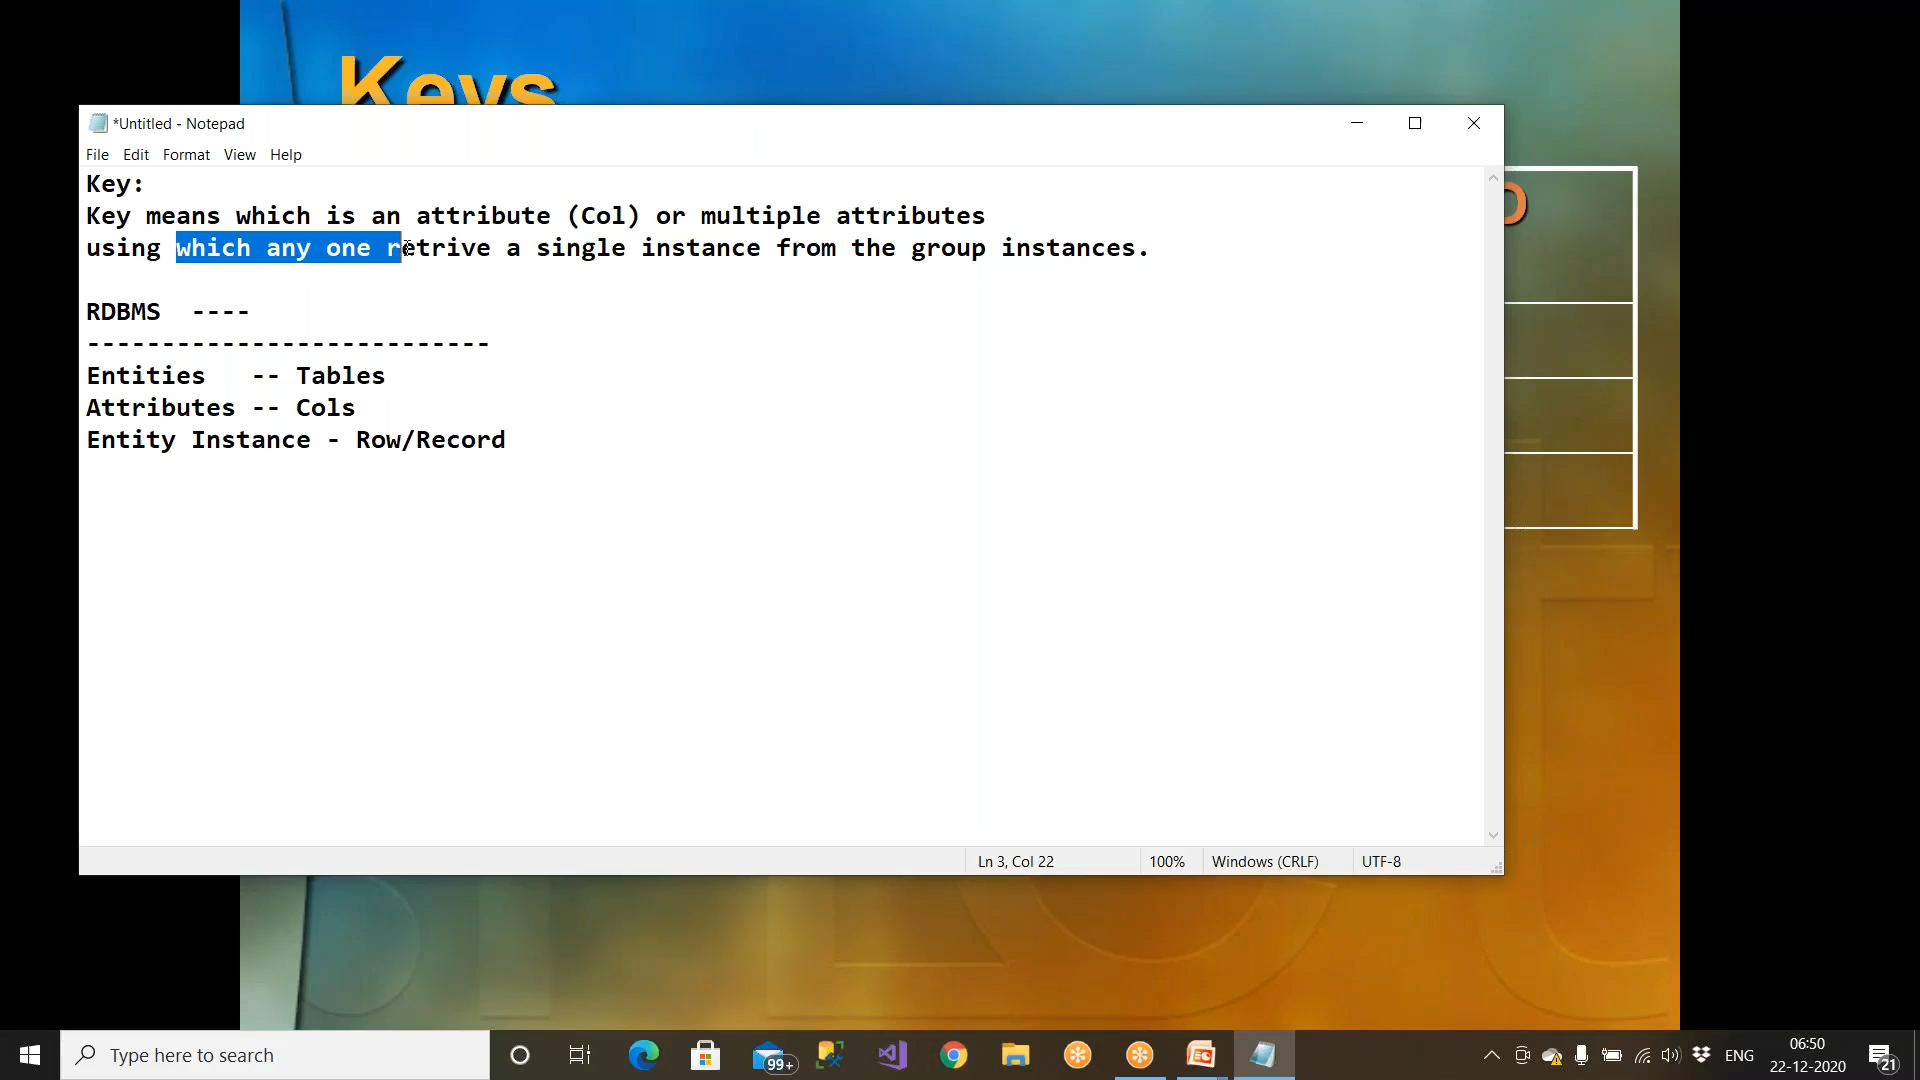 Keys
*Untitled - Notepad
File Edit Format View Help
Key:
Key means which is an attribute (Col) or multiple attributes
using which any one retrive a single instance from the group instances.
RDBMS  ----
---------------------------
Entities   -- Tables
Attributes -- Cols
Entity Instance - Row/Record
Ln 3, Col 22
100%
Windows (CRLF)
UTF-8
Type here to search
99+
ENG
06:50
22-12-2020
21